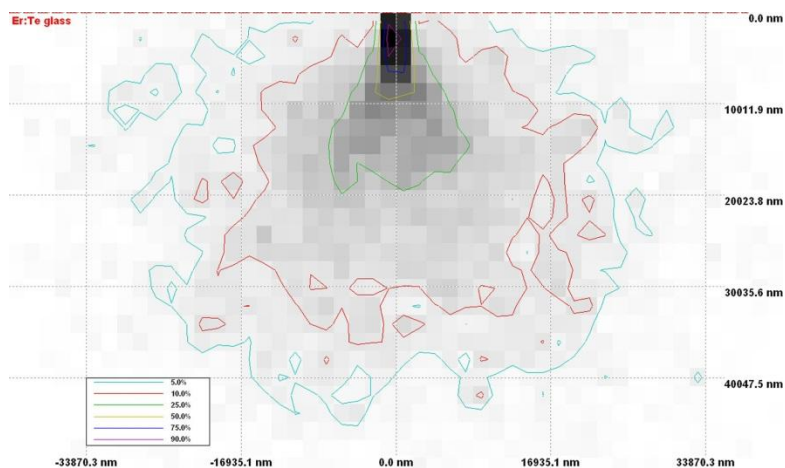 Er:Te glass
0.0 nm
10011.9 nm
20023.8 nm
30035.6 nm
40047.5 nm
5.0%
10.0%
25.0%
50.0%
75.0%
90.0%
-33870.3 nm
-16935.1 nm
0.0 nm
16935.1 nm
33870.3 nm